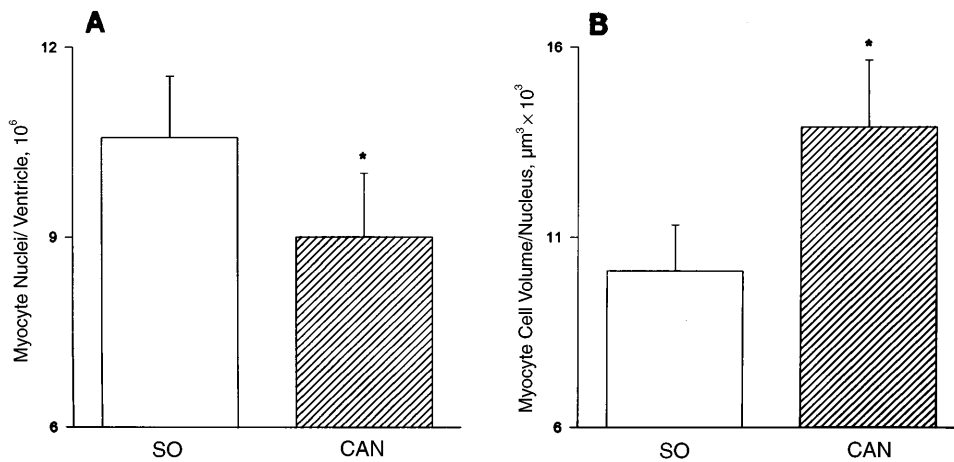 A
12
9
6
Myocyte Nuclei/ Ventricle, 10⁶
*
SO
CAN
B
16
11
6
Myocyte Cell Volume/Nucleus, µm³ × 10³
*
SO
CAN